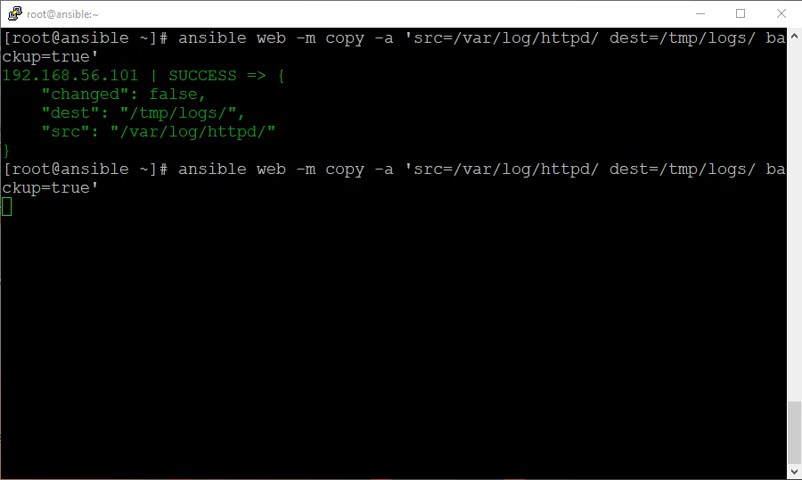 root@ansible:~
[root@ansible ~]# ansible web -m copy -a 'src=/var/log/httpd/ dest=/tmp/logs/ ba
ckup=true'
192.168.56.101 | SUCCESS => {
    "changed": false,
    "dest": "/tmp/logs/",
    "src": "/var/log/httpd/"
}
[root@ansible ~]# ansible web -m copy -a 'src=/var/log/httpd/ dest=/tmp/logs/ ba
ckup=true'